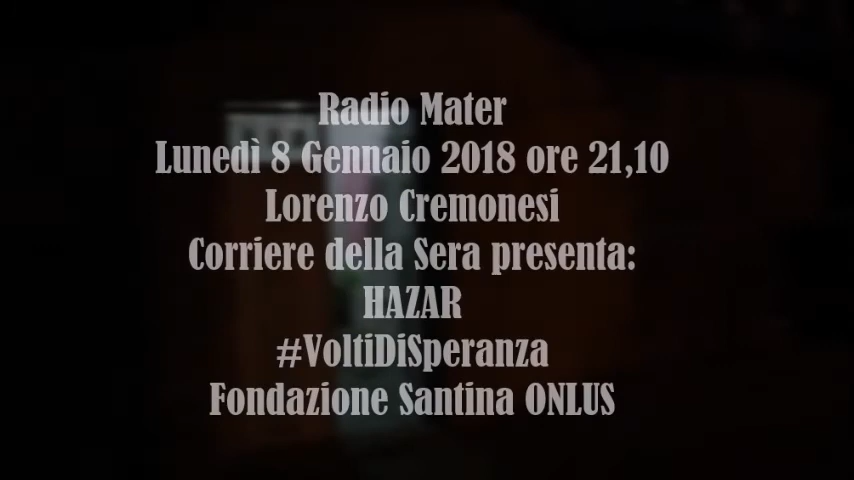 Radio Mater
Lunedì 8 Gennaio 2018 ore 21,10
Lorenzo Cremonesi
Corriere della Sera presenta:
HAZAR
#VoltiDiSperanza
Fondazione Santina ONLUS